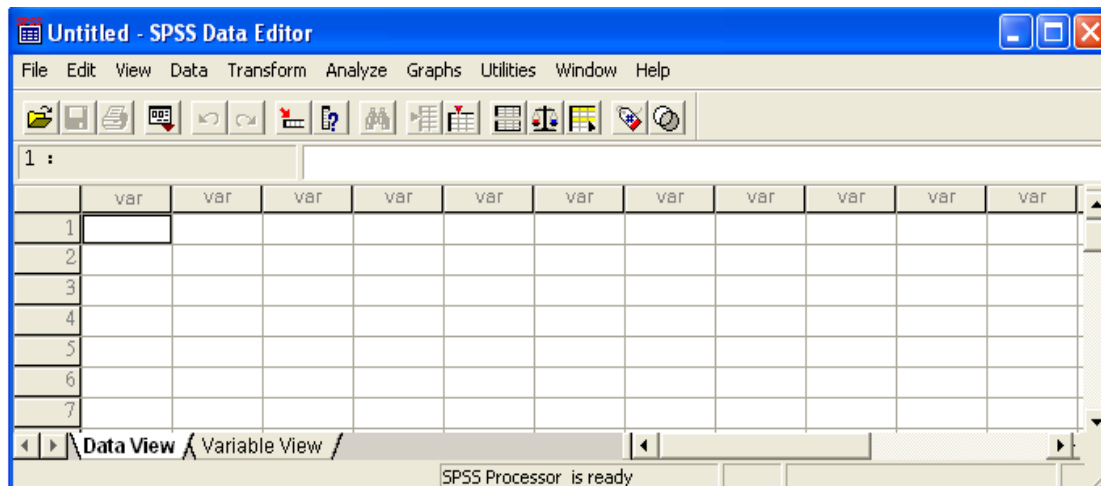 Untitled - SPSS Data Editor
File Edit View Data Transform Analyze Graphs Utilities Window Help
1 :
var var var var var var var var var var var
1
2
3
4
5
6
7
Data View Variable View
SPSS Processor is ready